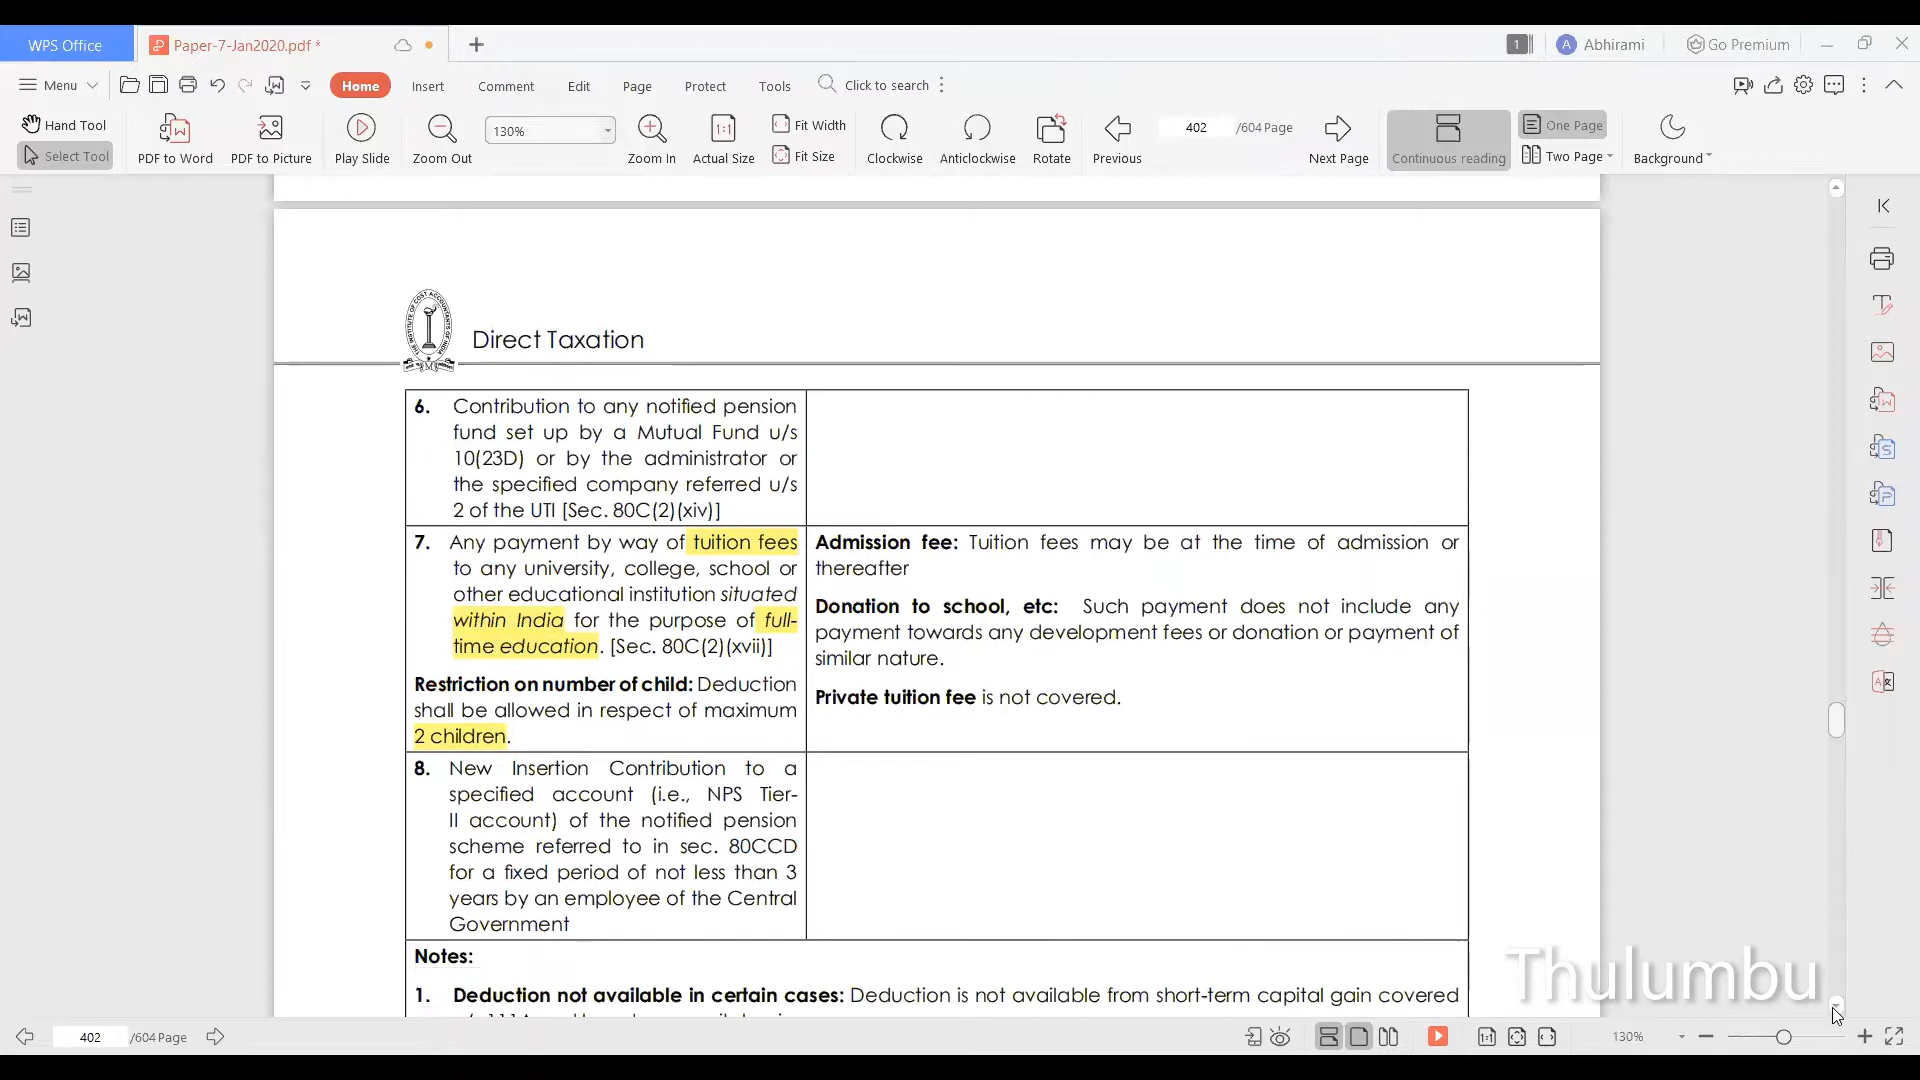 WPS Office
Paper-7-Jan2020.pdf *
1
A Abhirami
Go Premium
Menu
Home
Insert
Comment
Edit
Page
Protect
Tools
Click to search
Hand Tool
Select Tool
PDF to Word
PDF to Picture
Play Slide
Zoom Out
130%
Zoom In
Actual Size
Fit Width
Fit Size
Clockwise
Anticlockwise
Rotate
Previous
402 /604 Page
Next Page
Continuous reading
One Page
Two Page
Background
Direct Taxation
6. Contribution to any notified pension
fund set up by a Mutual Fund u/s
10(23D) or by the administrator or
the specified company referred u/s
2 of the UTI [Sec. 80C(2)(xiv)]
7. Any payment by way of tuition fees
to any university, college, school or
other educational institution situated
within India for the purpose of full-
time education. [Sec. 80C(2)(xvii)]
Restriction on number of child: Deduction
shall be allowed in respect of maximum
2 children.
Admission fee: Tuition fees may be at the time of admission or
thereafter
Donation to school, etc: Such payment does not include any
payment towards any development fees or donation or payment of
similar nature.
Private tuition fee is not covered.
8. New Insertion Contribution to a
specified account (i.e., NPS Tier-
II account) of the notified pension
scheme referred to in sec. 80CCD
for a fixed period of not less than 3
years by an employee of the Central
Government
Notes:
1. Deduction not available in certain cases: Deduction is not available from short-term capital gain covered
Thulumbu
402 /604 Page
130%